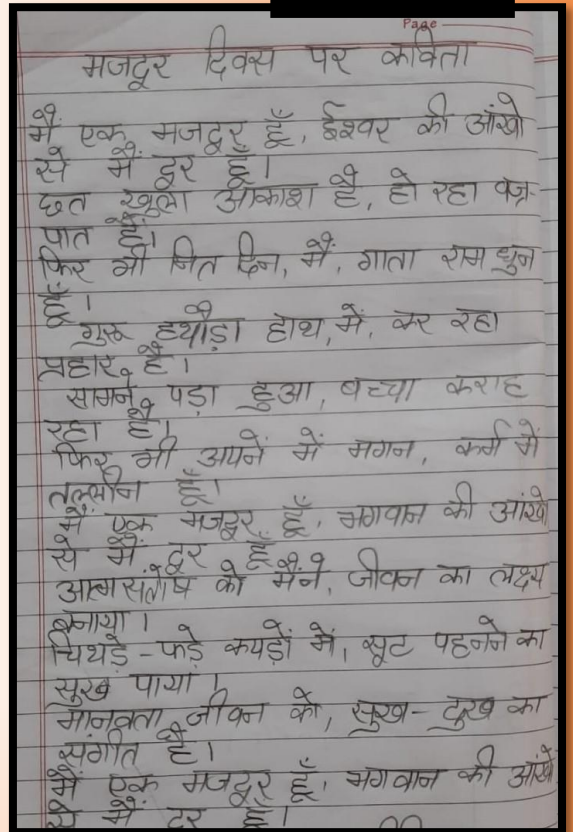 Page
मजदूर दिवस पर कविता
मैं एक मजदूर हूँ, ईश्वर की आंखो
से मैं दूर हूँ।
छत खुला आकाश है, हो रहा वज्र-
पात है।
फिर भी नित दिन, मैं, गाता राम धुन
हूँ।
गुरू हथौड़ा हाथ, में, कर रहा
प्रहार है।
सामने पड़ा हुआ, बच्चा कराह
रहा है।
फिर भी अपने में मगन, कर्म में
तल्लीन हूँ।
मैं एक मजदूर हूँ, भगवान की आंखो
से मैं दूर हूँ
आत्मसंतोष को मैंने, जीवन का लक्ष्य
बनाया।
चिथड़े-फड़े कपड़ों में, सूट पहनने का
सुख पाया।
मानवता जीवन को, सुख-दुख का
संगीत है।
मैं एक मजदूर हूँ, भगवान की आंखों
से मैं दूर हूँ।